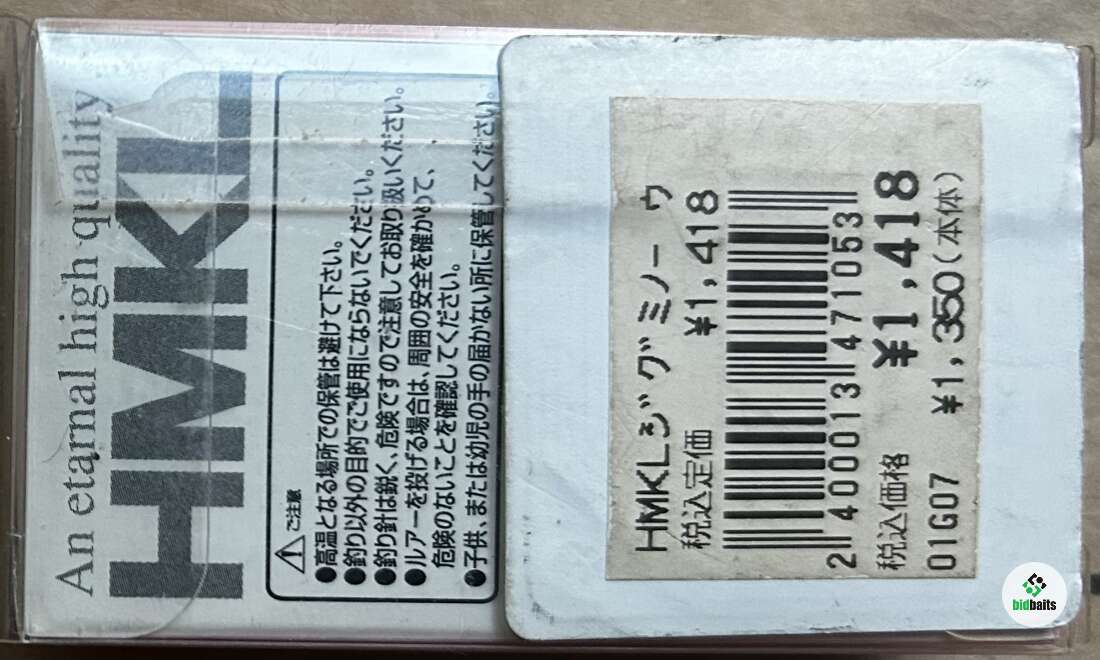 An etarnal high quality
HMKL
ご注意
●高温となる場所での保管は避けて下さい。
●釣り以外の目的でご使用にならないでください。
●釣り針は鋭く、危険ですので注意してお取り扱いください。
●ルアーを投げる場合は、周囲の安全を確かめて、
危険のないことを確認してください。
●子供、または幼児の手の届かない所に保管してください。
HMKLジグミノー ウ
税込定価 ¥1,418
2 400013 471053
税込価格 ¥1,418
01G07 ¥1,350(本体)
bidbaits